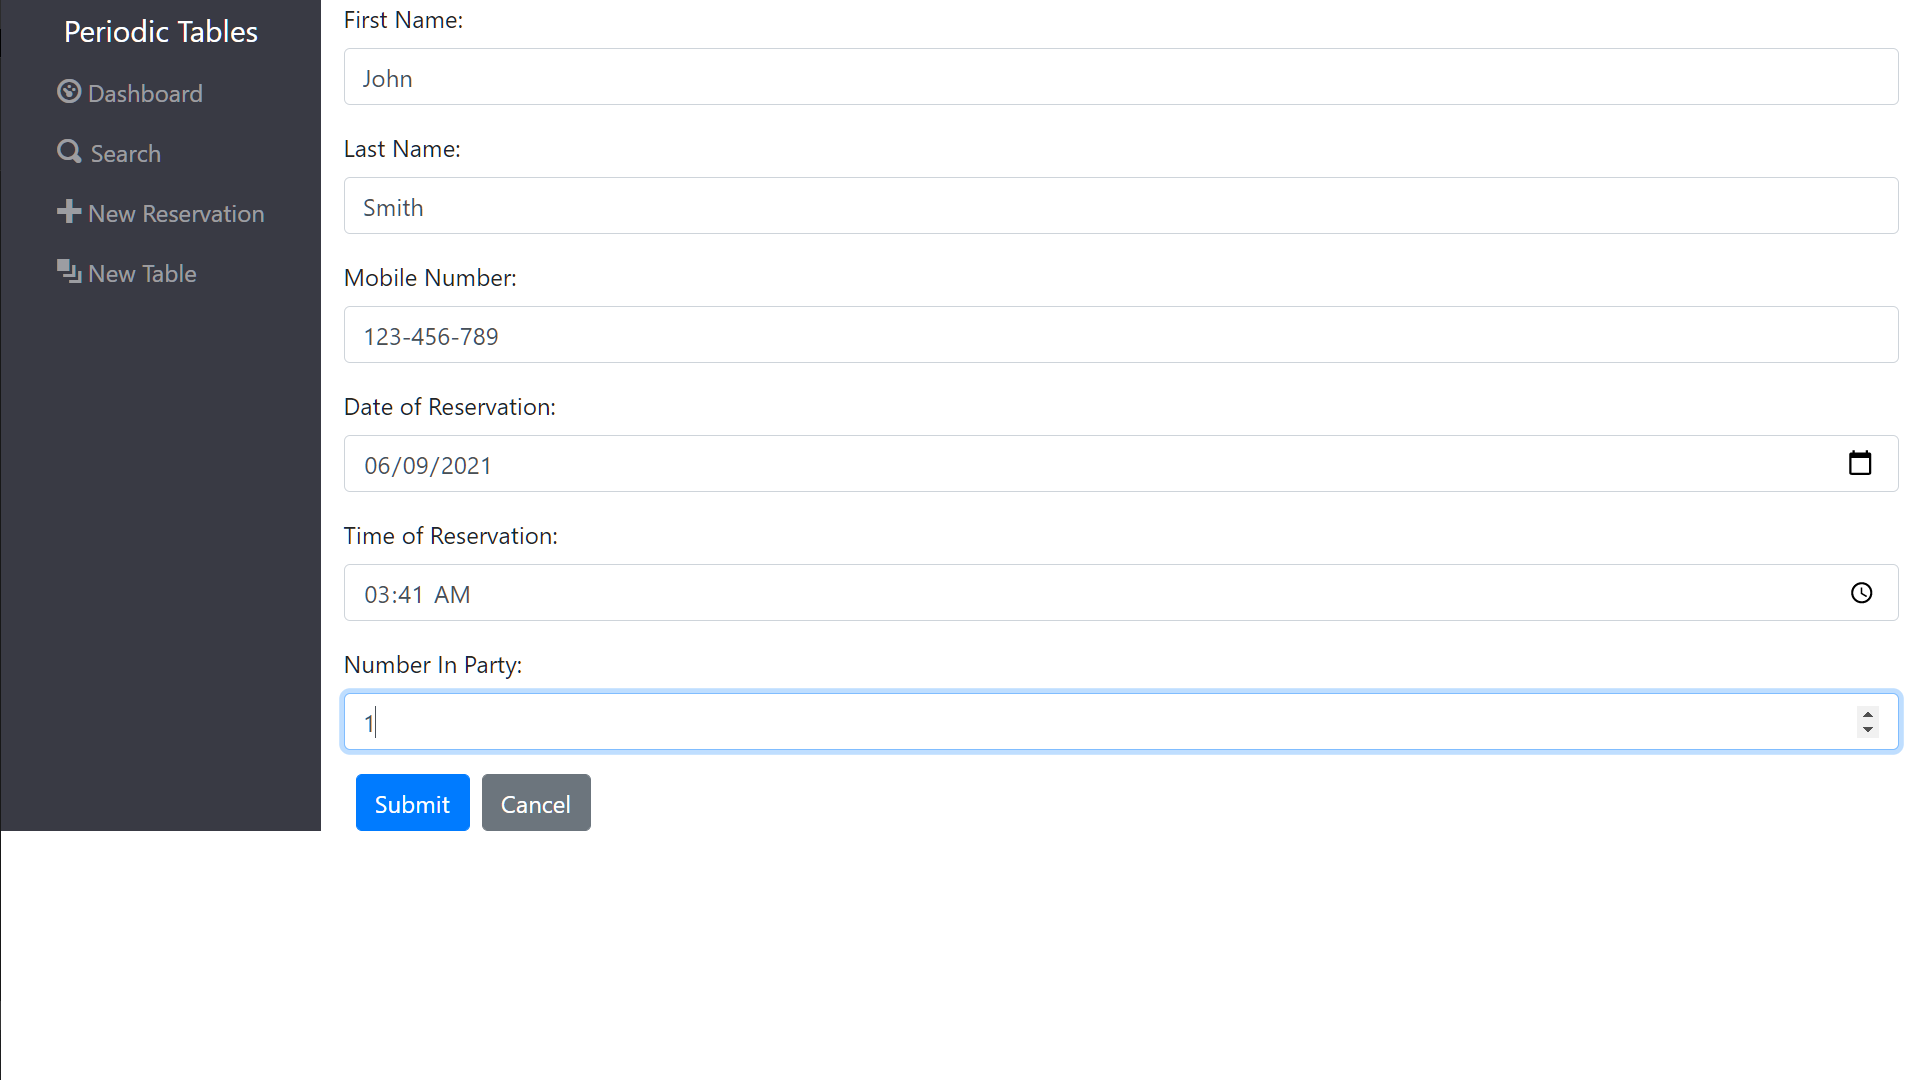 Periodic Tables
Dashboard
Search
New Reservation
New Table
First Name:
John
Last Name:
Smith
Mobile Number:
123-456-789
Date of Reservation:
06/09/2021
Time of Reservation:
03:41 AM
Number In Party:
1
Submit Cancel